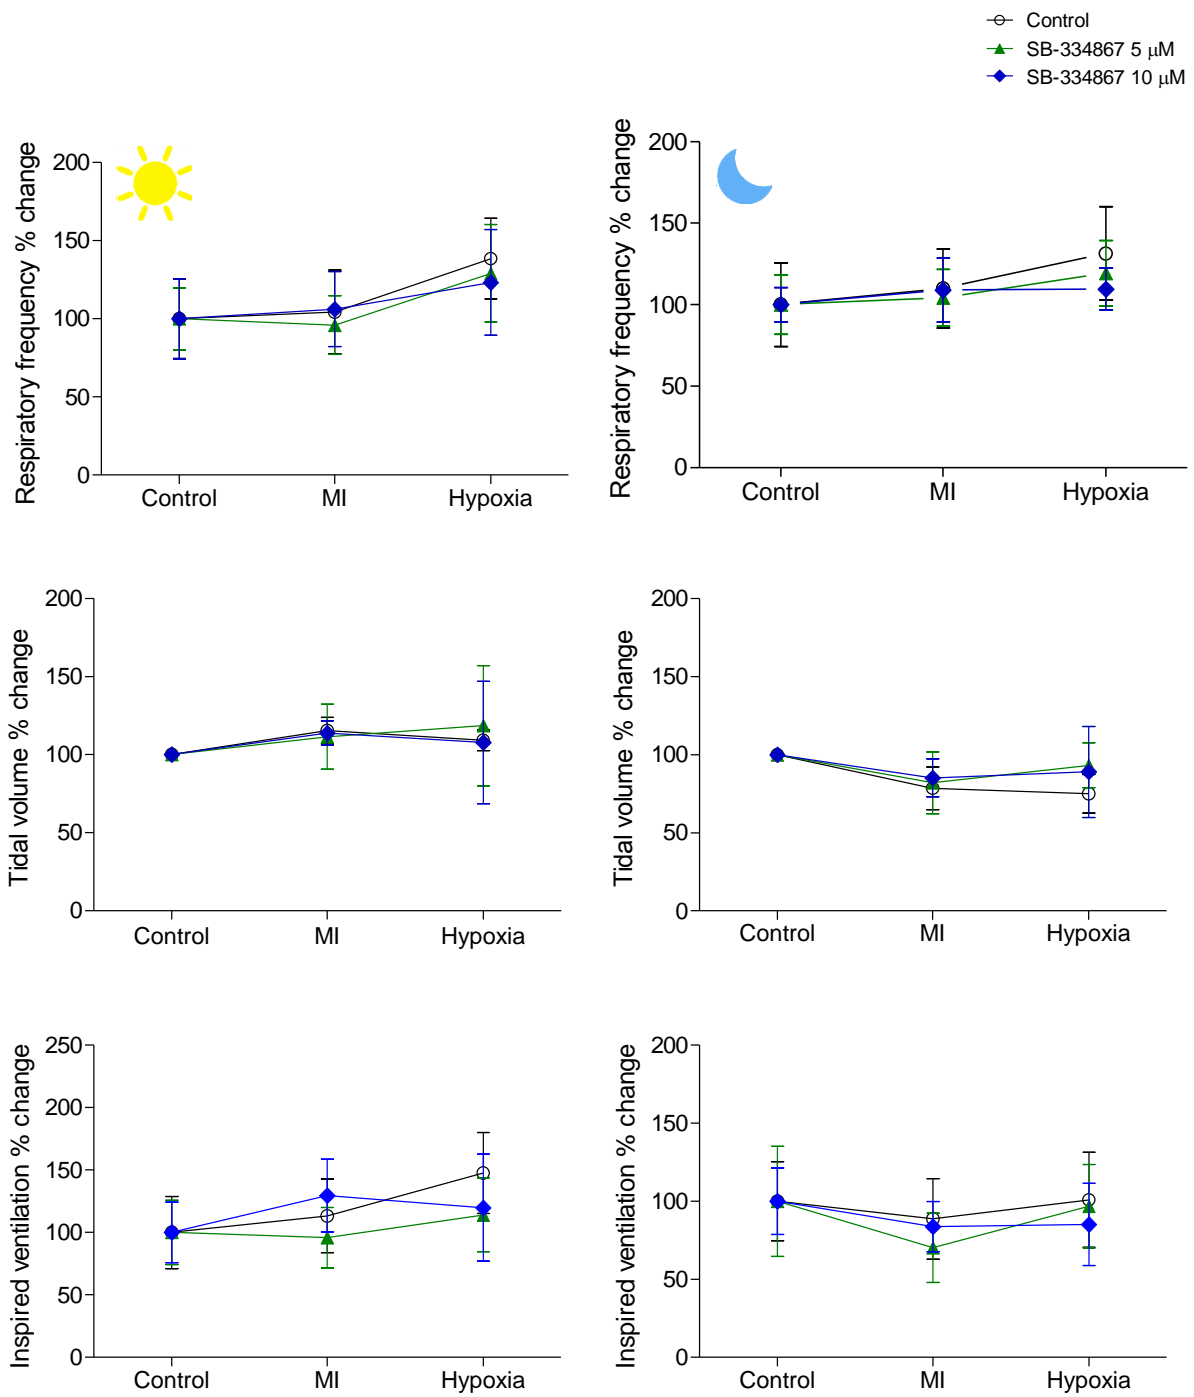 Control
SB-334867 5 μM
SB-334867 10 μM
Respiratory frequency % change
200
150
100
50
0
Control MI Hypoxia
Respiratory frequency % change
200
150
100
50
0
Control MI Hypoxia
Tidal volume % change
200
150
100
50
0
Control MI Hypoxia
Tidal volume % change
200
150
100
50
0
Control MI Hypoxia
Inspired ventilation % change
250
200
150
100
50
0
Control MI Hypoxia
Inspired ventilation % change
200
150
100
50
0
Control MI Hypoxia